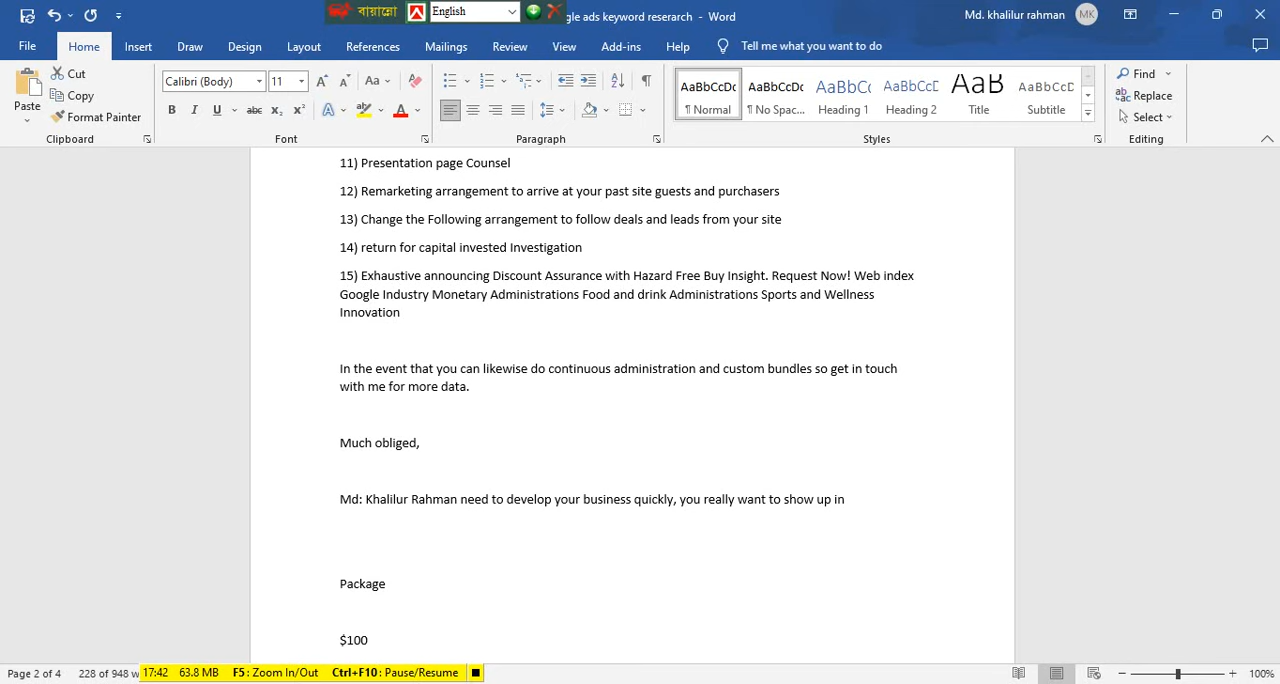 বায়ান্নো
English
gle ads keyword reserarch - Word
Md. khalilur rahman
MK
File Home Insert Draw Design Layout References Mailings Review View Add-ins Help Tell me what you want to do
Paste
Cut
Copy
Format Painter
Clipboard
Calibri (Body) 11
Aa
B I U abc x₂ x²
A A
Font
Paragraph
AaBbCcDc AaBbCcDc AaBbCc AaBbCcD AaB AaBbCcD
¶ Normal ¶ No Spac... Heading 1 Heading 2 Title Subtitle
Styles
Find
Replace
Select
Editing
11) Presentation page Counsel
12) Remarketing arrangement to arrive at your past site guests and purchasers
13) Change the Following arrangement to follow deals and leads from your site
14) return for capital invested Investigation
15) Exhaustive announcing Discount Assurance with Hazard Free Buy Insight. Request Now! Web index
Google Industry Monetary Administrations Food and drink Administrations Sports and Wellness
Innovation
In the event that you can likewise do continuous administration and custom bundles so get in touch
with me for more data.
Much obliged,
Md: Khalilur Rahman need to develop your business quickly, you really want to show up in
Package
$100
Page 2 of 4 228 of 948 w 17:42 63.8 MB F5: Zoom In/Out Ctrl+F10: Pause/Resume 100%